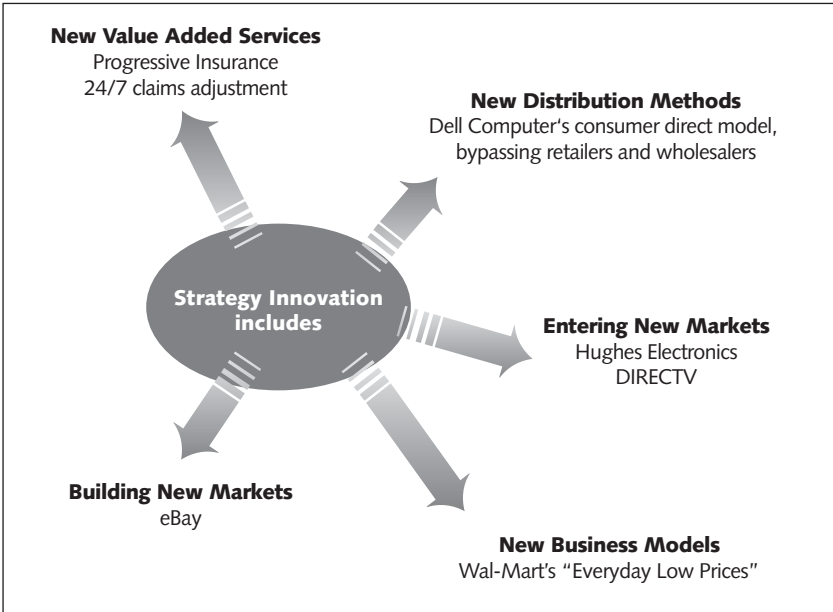 New Value Added Services
Progressive Insurance
24/7 claims adjustment
New Distribution Methods
Dell Computer‘s consumer direct model,
bypassing retailers and wholesalers
Strategy Innovation
includes
Entering New Markets
Hughes Electronics
DIRECTV
Building New Markets
eBay
New Business Models
Wal-Mart’s “Everyday Low Prices”